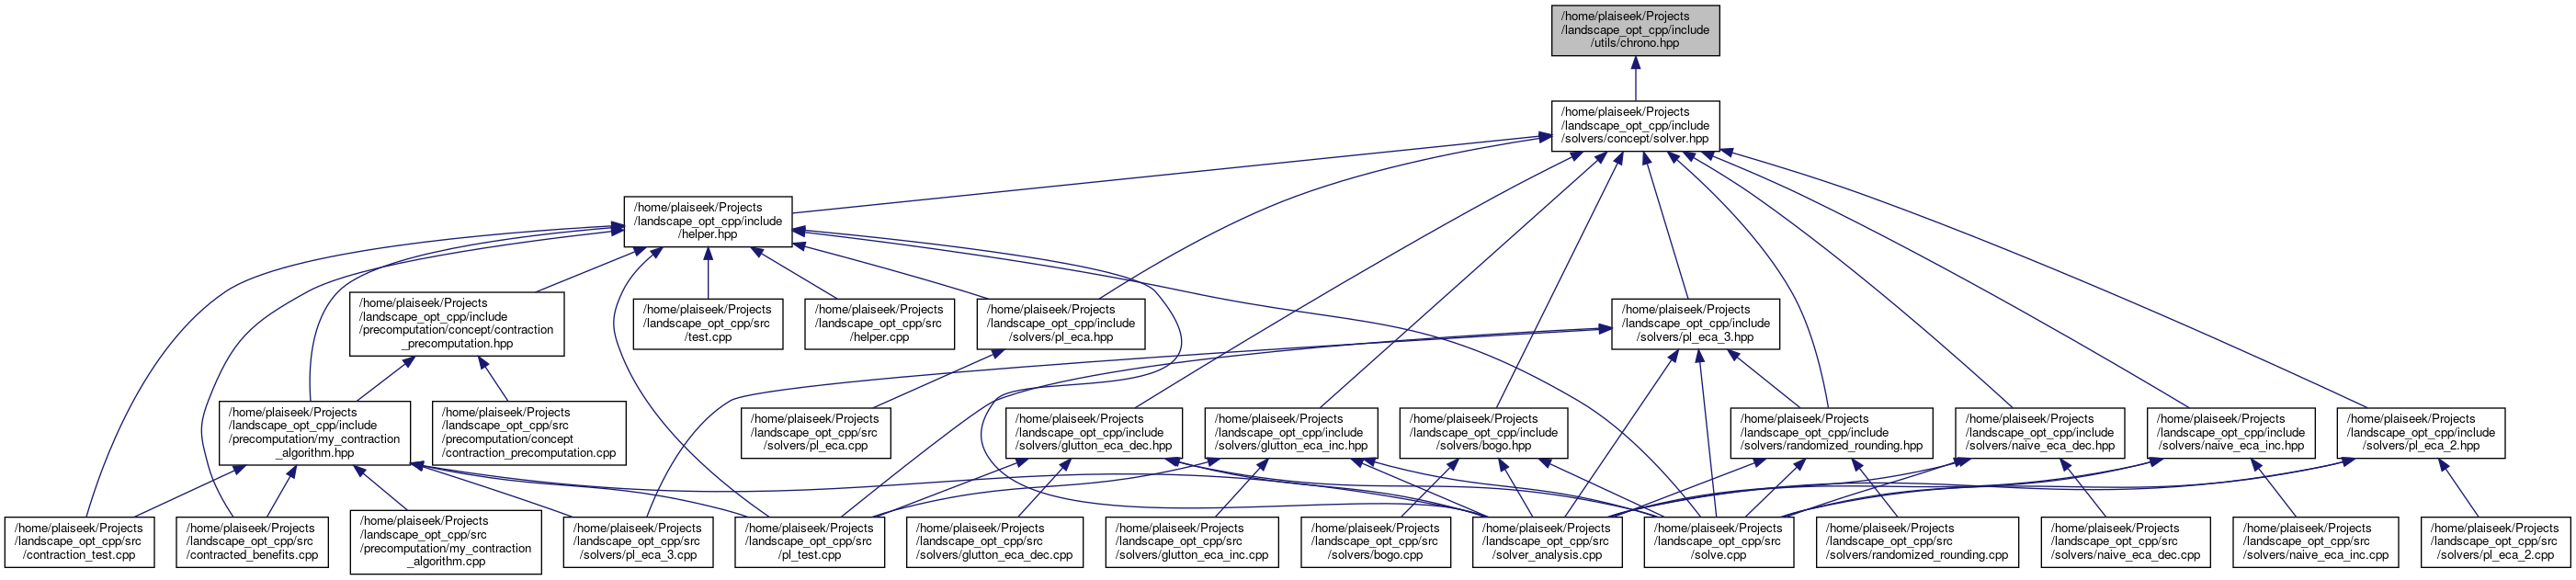 /home/plaiseek/Projects
/landscape_opt_cpp/include
/utils/chrono.hpp
/home/plaiseek/Projects
/landscape_opt_cpp/include
/solvers/concept/solver.hpp
/home/plaiseek/Projects
/landscape_opt_cpp/include
/helper.hpp
/home/plaiseek/Projects
/landscape_opt_cpp/include
/precomputation/concept/contraction
_precomputation.hpp
/home/plaiseek/Projects
/landscape_opt_cpp/src
/test.cpp
/home/plaiseek/Projects
/landscape_opt_cpp/src
/helper.cpp
/home/plaiseek/Projects
/landscape_opt_cpp/include
/solvers/pl_eca.hpp
/home/plaiseek/Projects
/landscape_opt_cpp/include
/solvers/pl_eca_3.hpp
/home/plaiseek/Projects
/landscape_opt_cpp/include
/precomputation/my_contraction
_algorithm.hpp
/home/plaiseek/Projects
/landscape_opt_cpp/src
/precomputation/concept
/contraction_precomputation.cpp
/home/plaiseek/Projects
/landscape_opt_cpp/src
/solvers/pl_eca.cpp
/home/plaiseek/Projects
/landscape_opt_cpp/include
/solvers/glutton_eca_dec.hpp
/home/plaiseek/Projects
/landscape_opt_cpp/include
/solvers/glutton_eca_inc.hpp
/home/plaiseek/Projects
/landscape_opt_cpp/include
/solvers/bogo.hpp
/home/plaiseek/Projects
/landscape_opt_cpp/include
/solvers/randomized_rounding.hpp
/home/plaiseek/Projects
/landscape_opt_cpp/include
/solvers/naive_eca_dec.hpp
/home/plaiseek/Projects
/landscape_opt_cpp/include
/solvers/naive_eca_inc.hpp
/home/plaiseek/Projects
/landscape_opt_cpp/include
/solvers/pl_eca_2.hpp
/home/plaiseek/Projects
/landscape_opt_cpp/src
/contraction_test.cpp
/home/plaiseek/Projects
/landscape_opt_cpp/src
/contracted_benefits.cpp
/home/plaiseek/Projects
/landscape_opt_cpp/src
/precomputation/my_contraction
_algorithm.cpp
/home/plaiseek/Projects
/landscape_opt_cpp/src
/solvers/pl_eca_3.cpp
/home/plaiseek/Projects
/landscape_opt_cpp/src
/pl_test.cpp
/home/plaiseek/Projects
/landscape_opt_cpp/src
/solvers/glutton_eca_dec.cpp
/home/plaiseek/Projects
/landscape_opt_cpp/src
/solvers/glutton_eca_inc.cpp
/home/plaiseek/Projects
/landscape_opt_cpp/src
/solvers/bogo.cpp
/home/plaiseek/Projects
/landscape_opt_cpp/src
/solver_analysis.cpp
/home/plaiseek/Projects
/landscape_opt_cpp/src
/solve.cpp
/home/plaiseek/Projects
/landscape_opt_cpp/src
/solvers/randomized_rounding.cpp
/home/plaiseek/Projects
/landscape_opt_cpp/src
/solvers/naive_eca_dec.cpp
/home/plaiseek/Projects
/landscape_opt_cpp/src
/solvers/naive_eca_inc.cpp
/home/plaiseek/Projects
/landscape_opt_cpp/src
/solvers/pl_eca_2.cpp